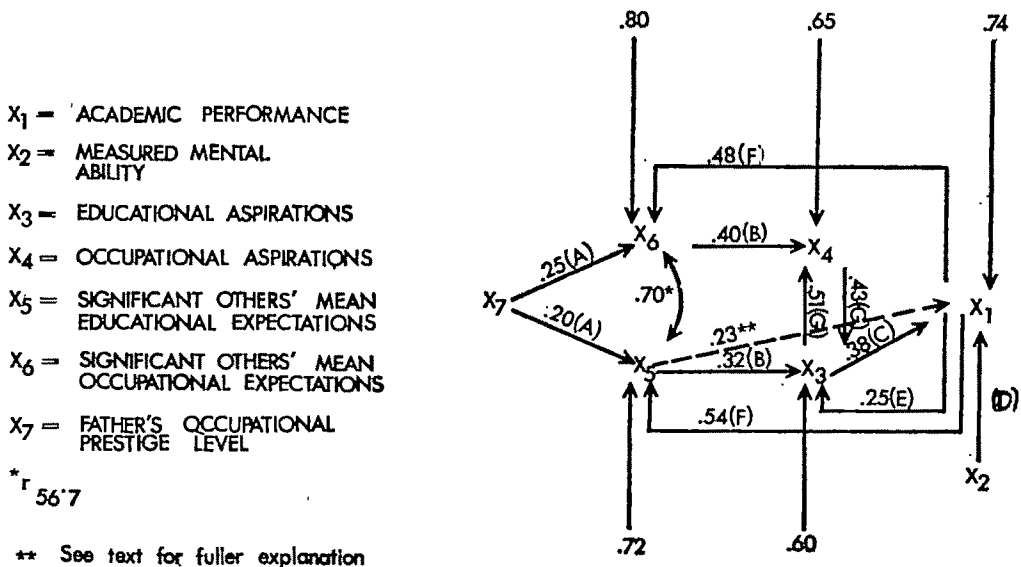 X1 = ACADEMIC PERFORMANCE
X2 = MEASURED MENTAL
ABILITY
X3 = EDUCATIONAL ASPIRATIONS
X4 = OCCUPATIONAL ASPIRATIONS
X5 = SIGNIFICANT OTHERS' MEAN
EDUCATIONAL EXPECTATIONS
X6 = SIGNIFICANT OTHERS' MEAN
OCCUPATIONAL EXPECTATIONS
X7 = FATHER'S OCCUPATIONAL
PRESTIGE LEVEL
*r 56·7
** See text for fuller explanation
.80 .65 .74
.48(F)
X6 .40(B) X4
.25(A)
.70*
.51(G) .43(G)
X7 X1
.20(A)
.23**
.38(C)
X5 .32(B) X3
.25(E)
.54(F)
(D)
X2
.72 .60